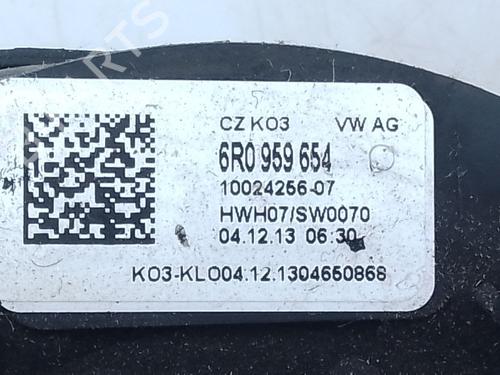 CZ KO3 VW AG
6R0 959 654
10024256-07
HWH07/SW0070
04.12.13 06:30
KO3-KLO04.12.1304650868